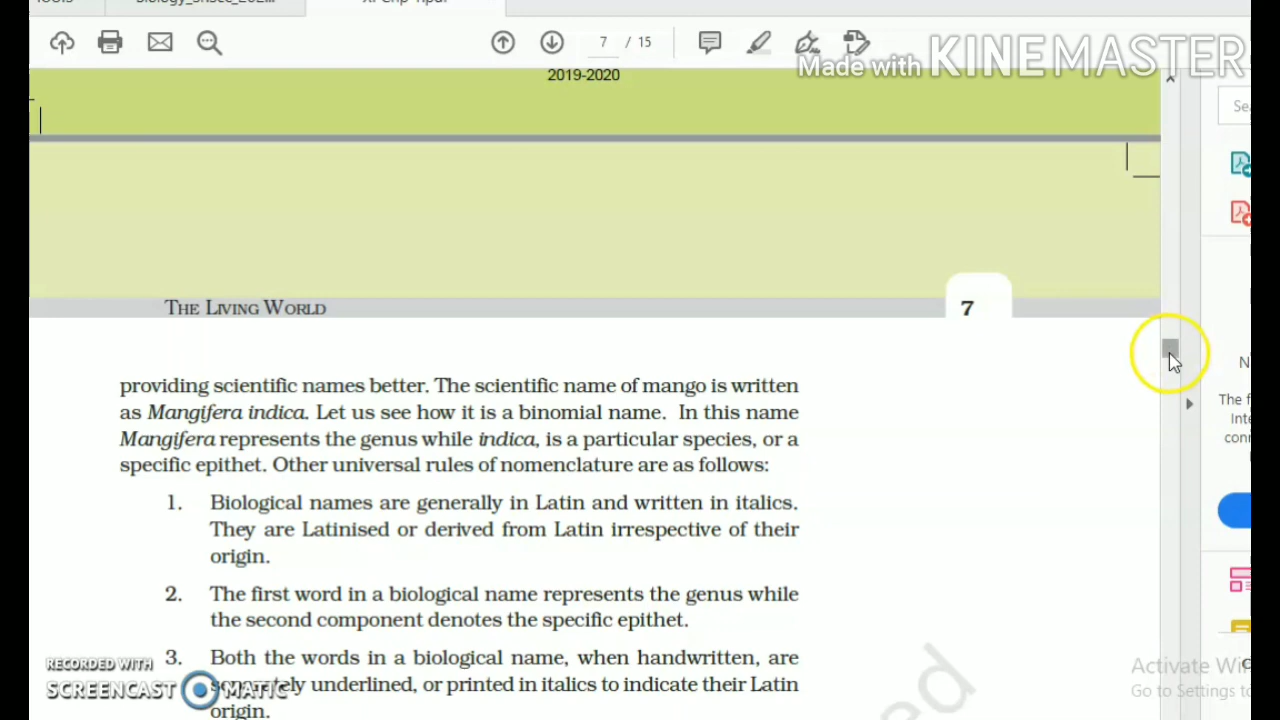 2019-2020
7 / 15
Made with KINEMASTER
THE LIVING WORLD
7
providing scientific names better. The scientific name of mango is written
as Mangifera indica. Let us see how it is a binomial name. In this name
Mangifera represents the genus while indica, is a particular species, or a
specific epithet. Other universal rules of nomenclature are as follows:
1. Biological names are generally in Latin and written in italics.
They are Latinised or derived from Latin irrespective of their
origin.
2. The first word in a biological name represents the genus while
the second component denotes the specific epithet.
3. Both the words in a biological name, when handwritten, are
separately underlined, or printed in italics to indicate their Latin
origin.
The f
Inte
conn
RECORDED WITH
SCREENCAST MATIC
Activate Wi
Go to Settings to